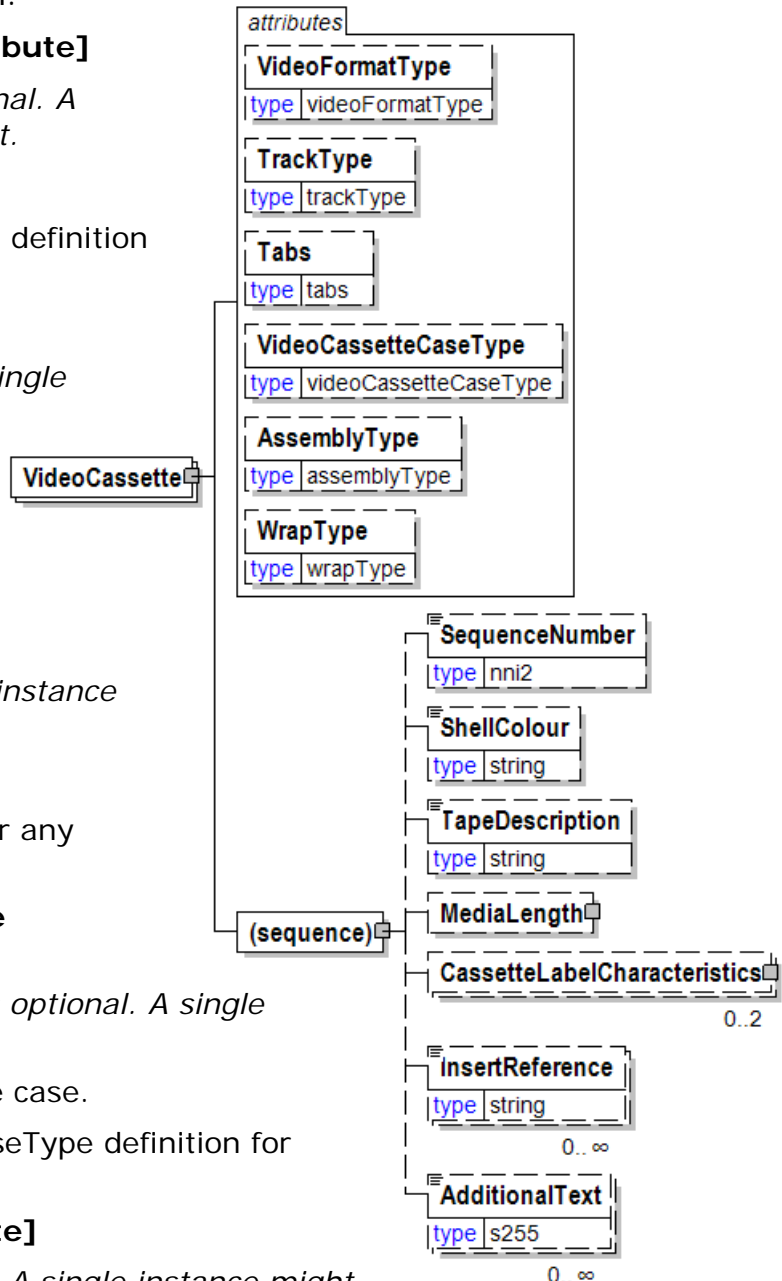 n.
bute]
nal. A
t.
definition
ingle
instance
r any
e
optional. A single
e case.
seType definition for
te]
A single instance might
attributes
VideoFormatType
type videoFormatType
TrackType
type trackType
Tabs
type tabs
VideoCassetteCaseType
type videoCassetteCaseType
AssemblyType
type assemblyType
WrapType
type wrapType
VideoCassette
(sequence)
SequenceNumber
type nni2
ShellColour
type string
TapeDescription
type string
MediaLength
CassetteLabelCharacteristics
0..2
InsertReference
type string
0.. ∞
AdditionalText
type s255
0.. ∞